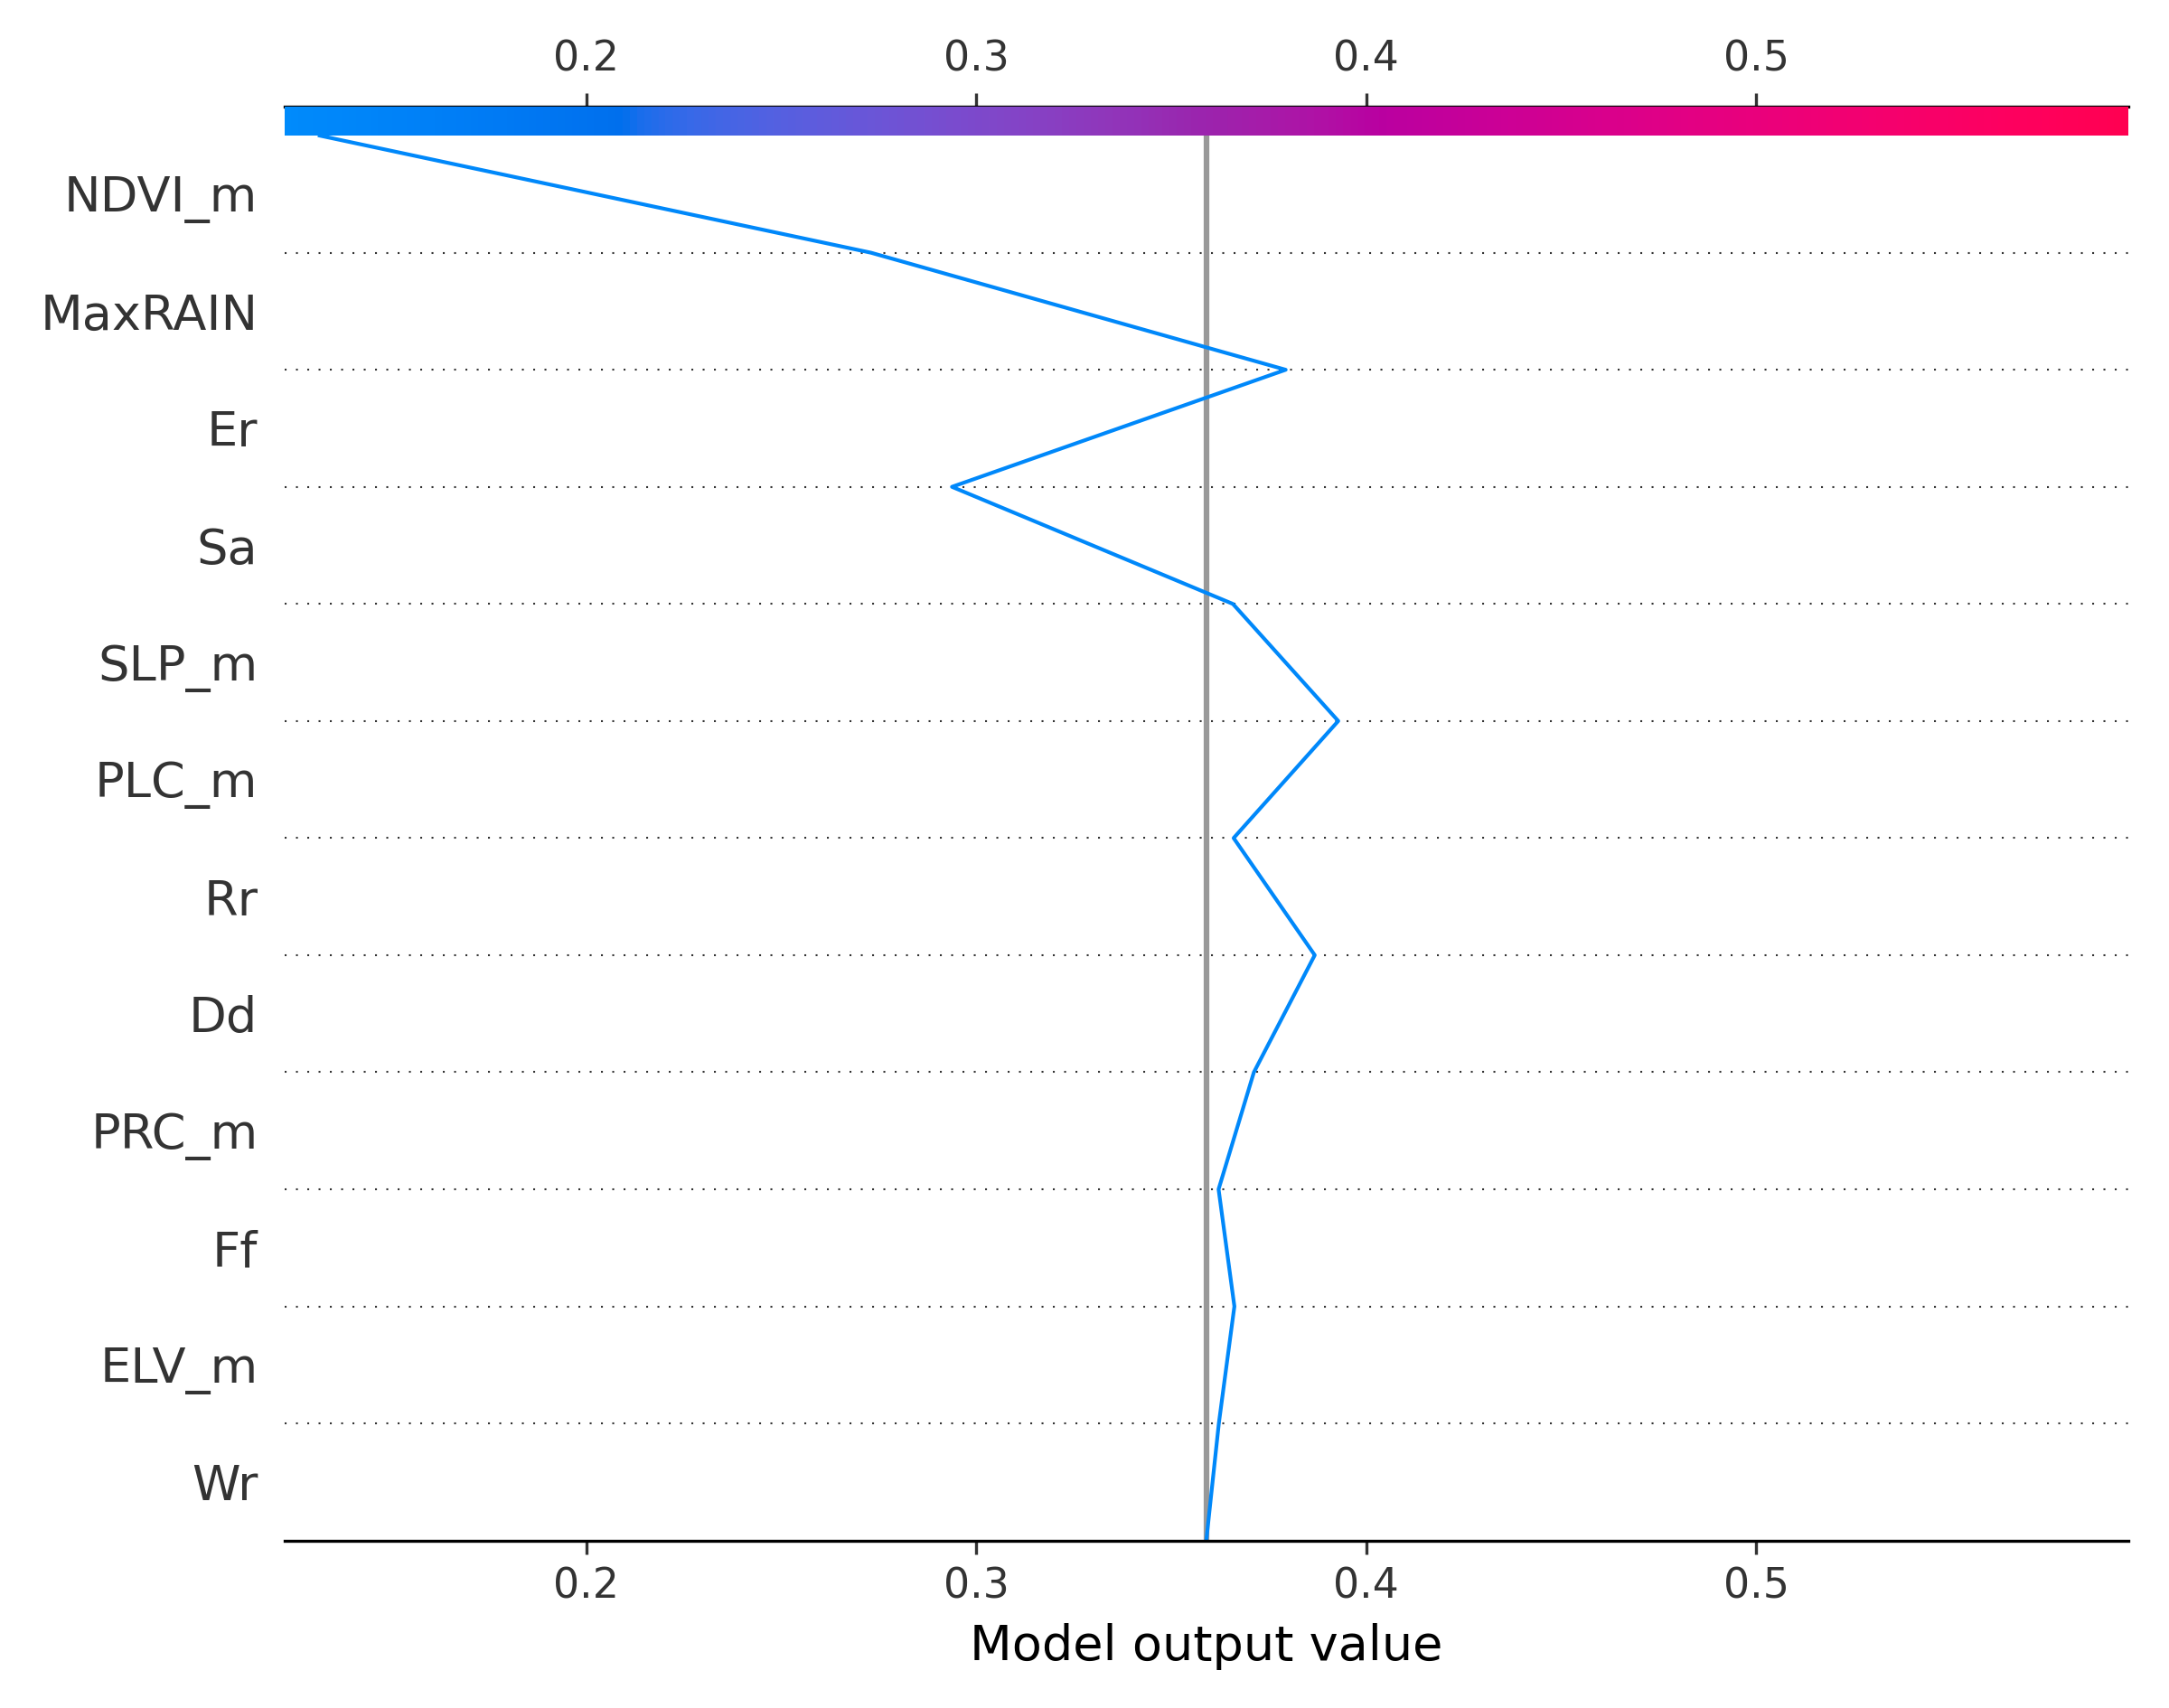 0.2 0.3 0.4 0.5
NDVI_m
MaxRAIN
Er
Sa
SLP_m
PLC_m
Rr
Dd
PRC_m
Ff
ELV_m
Wr
0.2 0.3 0.4 0.5
Model output value